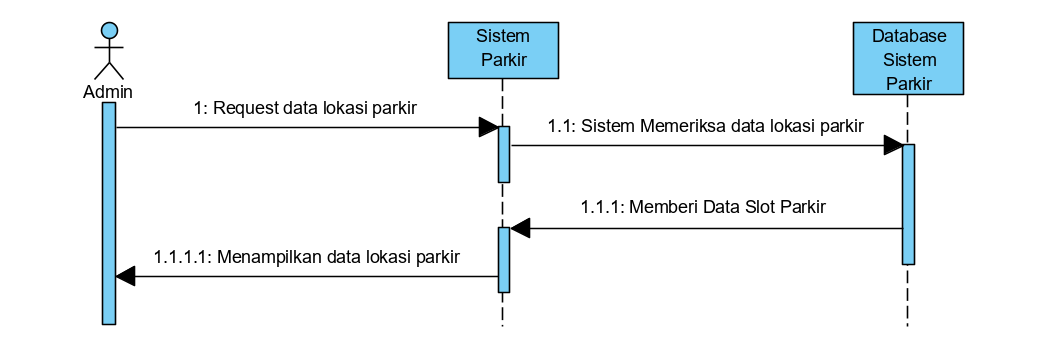 Sistem
Parkir
Database
Sistem
Parkir
Admin
1: Request data lokasi parkir
1.1: Sistem Memeriksa data lokasi parkir
1.1.1: Memberi Data Slot Parkir
1.1.1.1: Menampilkan data lokasi parkir